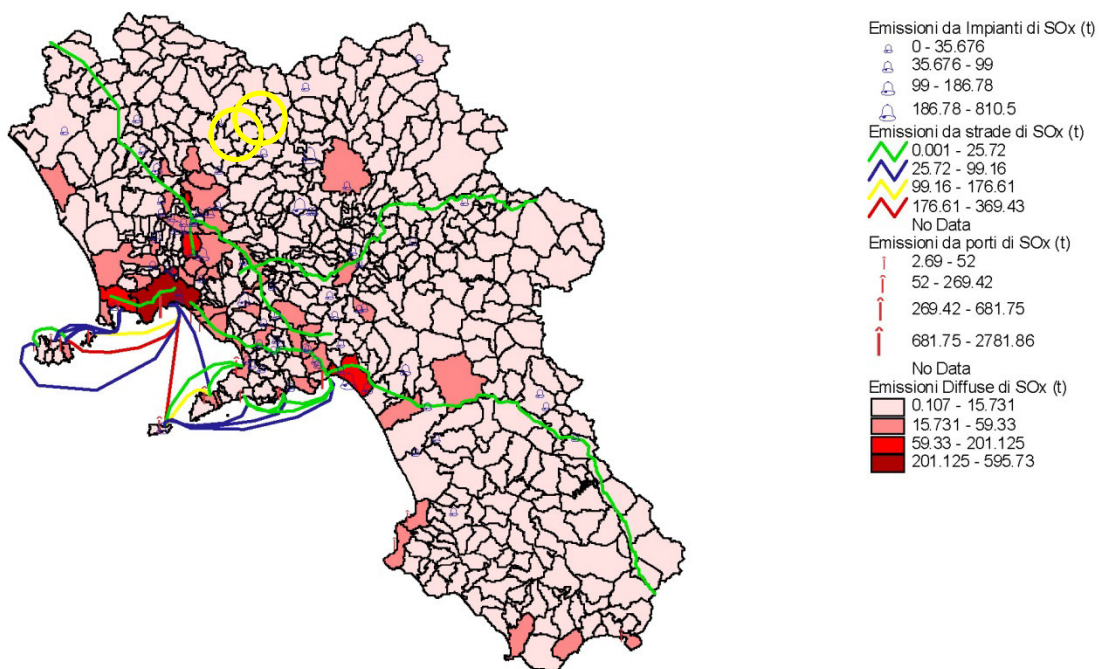 Emissioni da Impianti di SOx (t)
0 - 35.676
35.676 - 99
99 - 186.78
186.78 - 810.5
Emissioni da strade di SOx (t)
0.001 - 25.72
25.72 - 99.16
99.16 - 176.61
176.61 - 369.43
No Data
Emissioni da porti di SOx (t)
2.69 - 52
52 - 269.42
269.42 - 681.75
681.75 - 2781.86
No Data
Emissioni Diffuse di SOx (t)
0.107 - 15.731
15.731 - 59.33
59.33 - 201.125
201.125 - 595.73